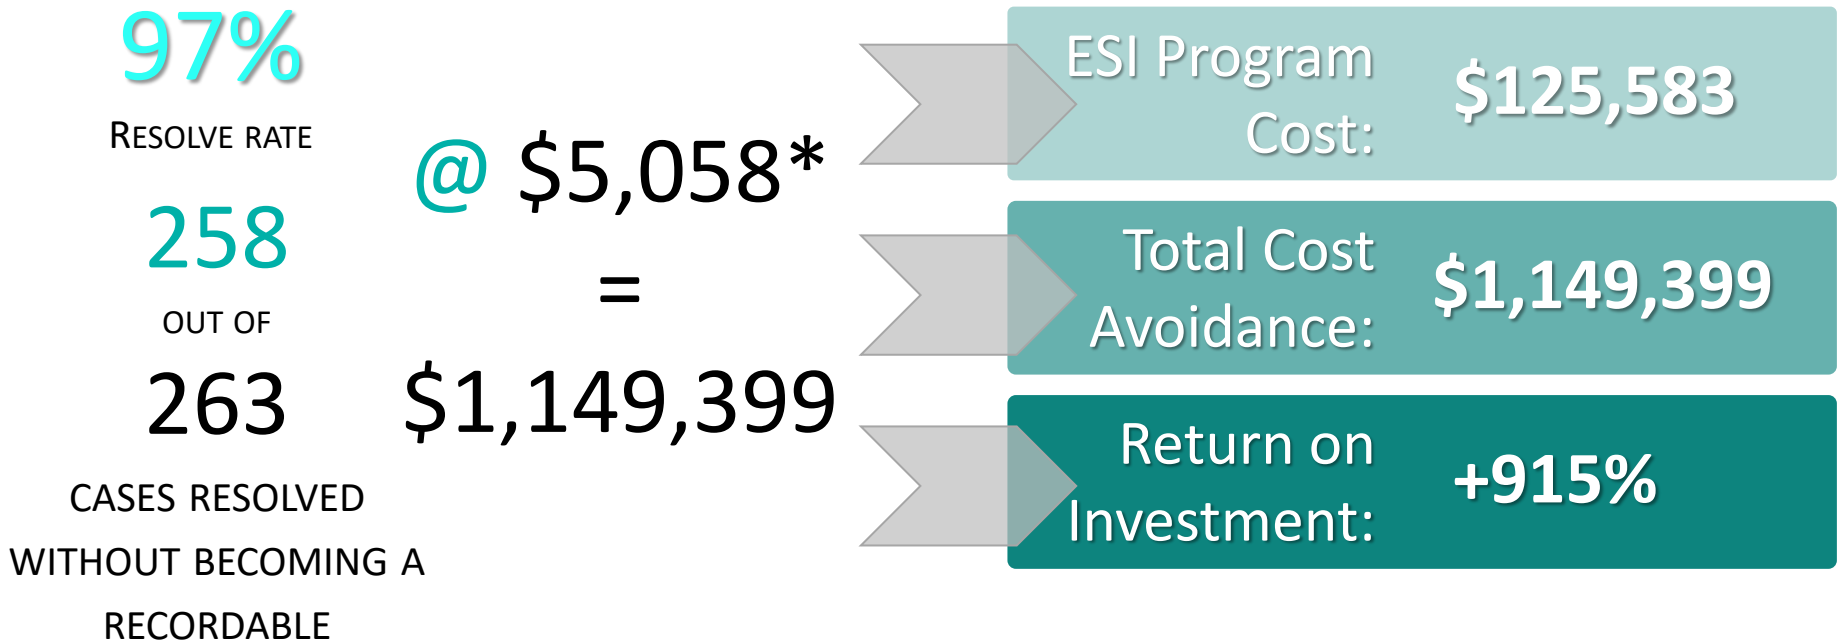 97%
RESOLVE RATE
258
OUT OF
263
CASES RESOLVED
WITHOUT BECOMING A
RECORDABLE
@ $5,058*
=
$1,149,399
ESI Program
Cost:
$125,583
Total Cost
Avoidance:
$1,149,399
Return on
Investment:
+915%